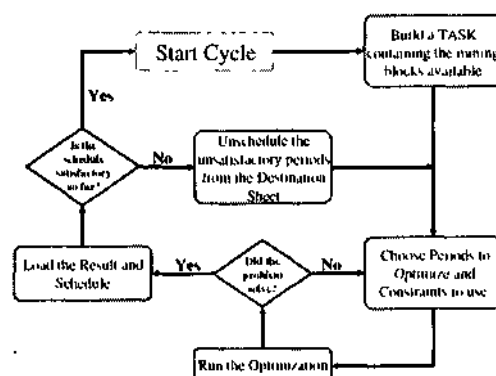 Start Cycle
Build a TASK
containing the mining
blocks available
Yes
Is the
schedule
satisfactory
so far?
No
Unschedule the
unsatisfactory periods
from the Destination
Sheet
Load the Result and
Schedule
Yes
Did the
problem
solve?
No
Choose Periods to
Optimize and
Constraints to use
Run the Optimization